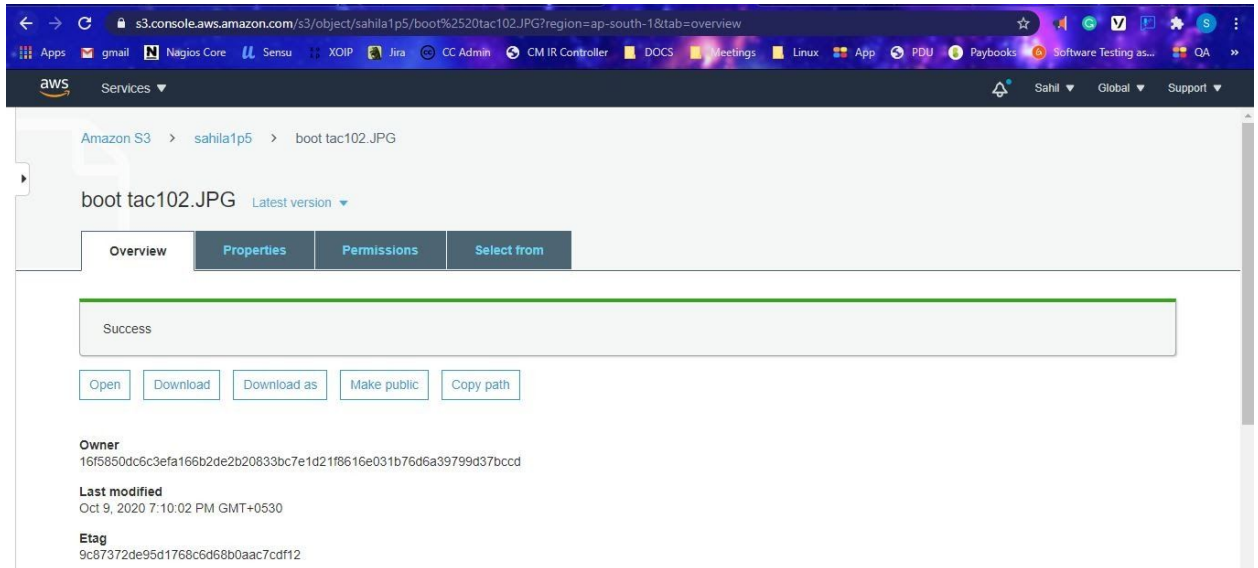 s3.console.aws.amazon.com/s3/object/sahila1p5/boot%2520tac102.JPG?region=ap-south-1&tab=overview
Apps gmail Nagios Core Sensu XOIP Jira CC Admin CM IR Controller DOCS Meetings Linux App PDU Paybooks Software Testing as... QA »
aws Services Sahil Global Support
Amazon S3 > sahila1p5 > boot tac102.JPG
boot tac102.JPG Latest version
Overview Properties Permissions Select from
Success
Open Download Download as Make public Copy path
Owner
16f5850dc6c3efa166b2de2b20833bc7e1d21f8616e031b76d6a39799d37bccd
Last modified
Oct 9, 2020 7:10:02 PM GMT+0530
Etag
9c87372de95d1768c6d68b0aac7cdf12